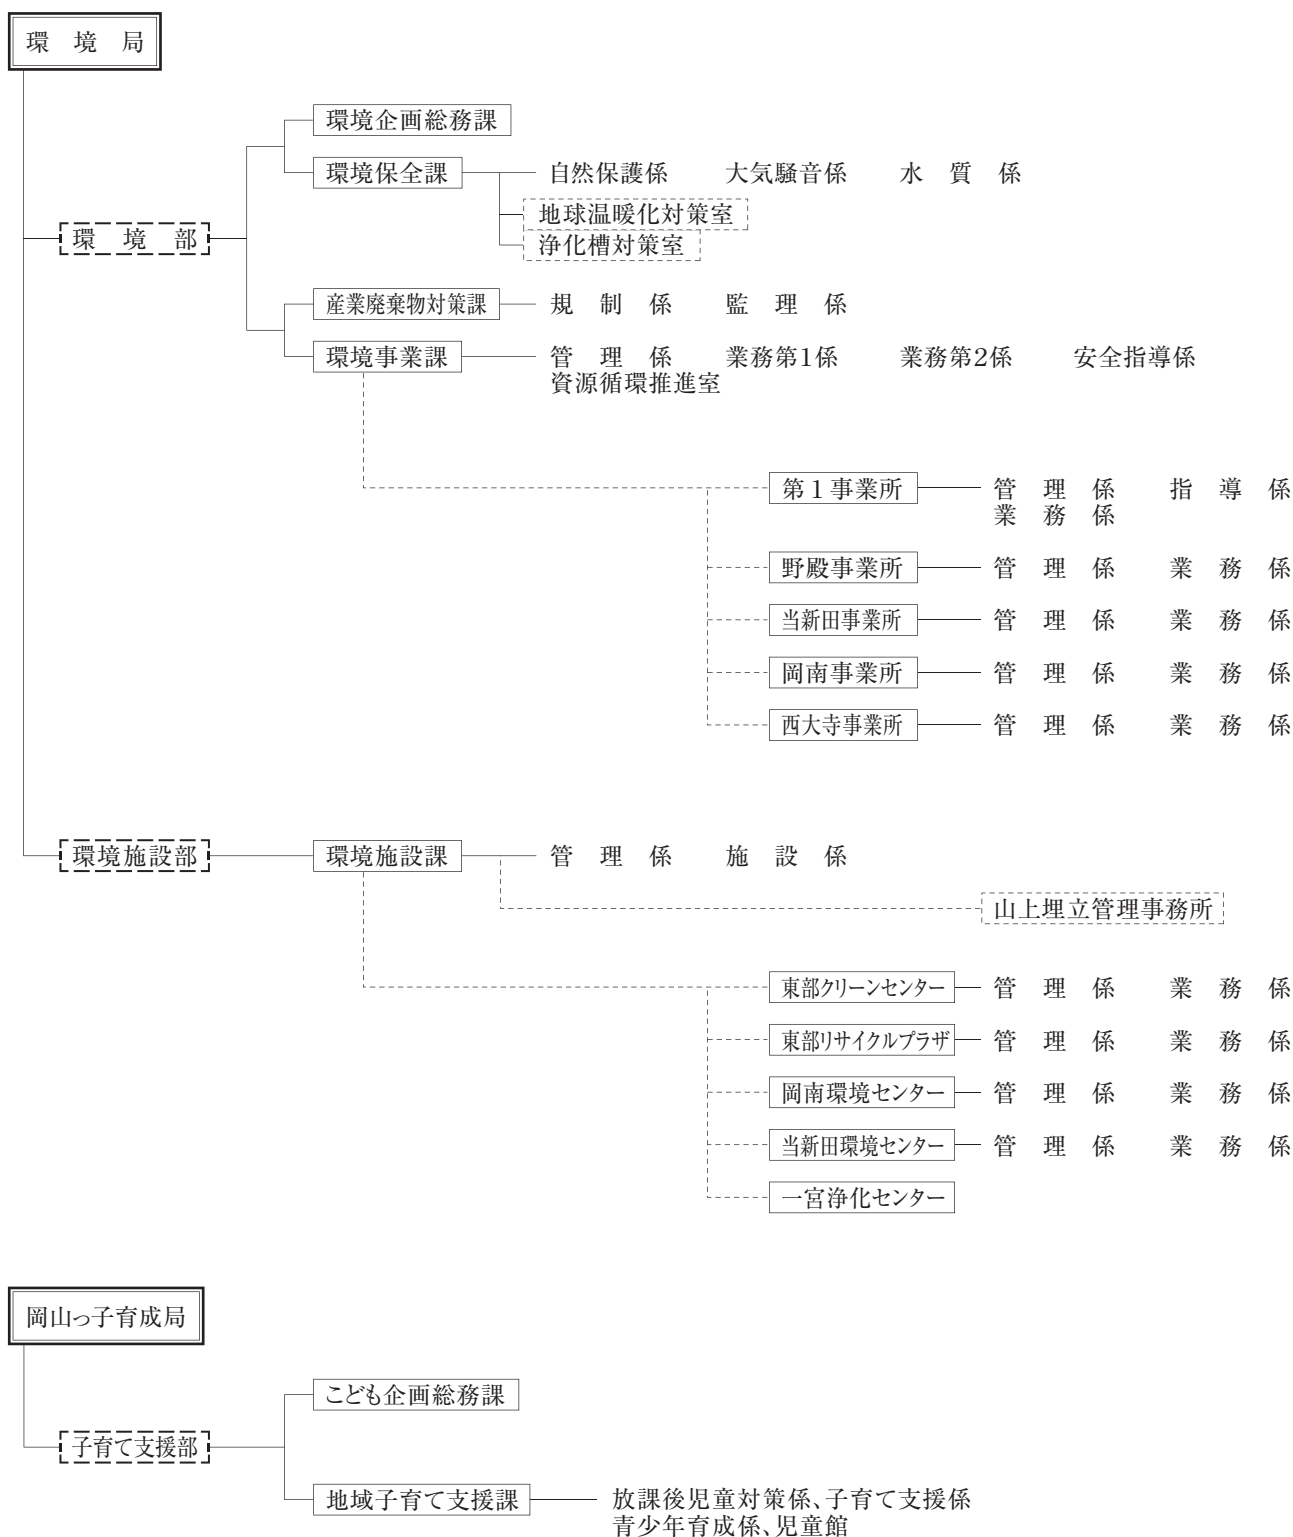 環境局
環境企画総務課
環境保全課 自然保護係 大気騒音係 水質係
地球温暖化対策室
環境部
浄化槽対策室
産業廃棄物対策課 規制係 監理係
環境事業課 管理係 業務第1係 業務第2係 安全指導係
資源循環推進室
第1事業所 管理係 指導係
業務係
野殿事業所 管理係 業務係
当新田事業所 管理係 業務係
岡南事業所 管理係 業務係
西大寺事業所 管理係 業務係
環境施設部 環境施設課 管理係 施設係
山上埋立管理事務所
東部クリーンセンター 管理係 業務係
東部リサイクルプラザ 管理係 業務係
岡南環境センター 管理係 業務係
当新田環境センター 管理係 業務係
一宮浄化センター
岡山っ子育成局
こども企画総務課
子育て支援部
地域子育て支援課 放課後児童対策係、子育て支援係
青少年育成係、児童館